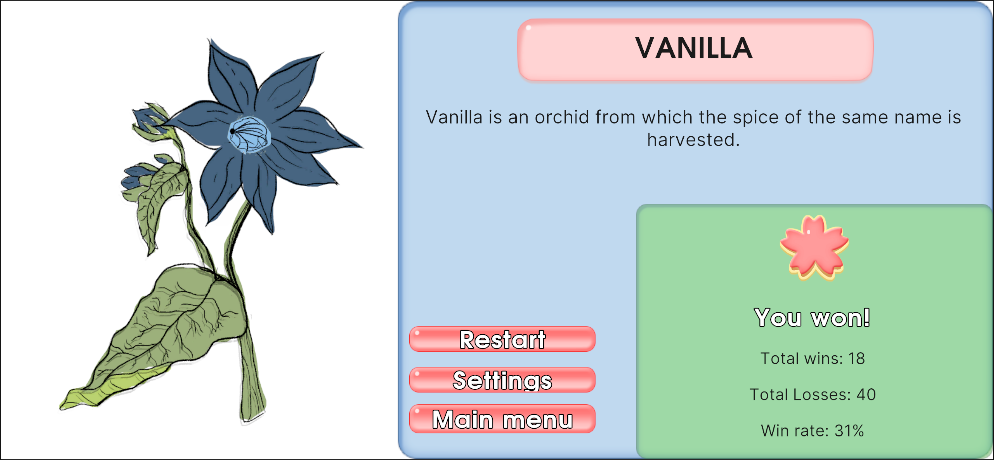 VANILLA
Vanilla is an orchid from which the spice of the same name is
harvested.
Restart
Settings
Main menu
You won!
Total wins: 18
Total Losses: 40
Win rate: 31%